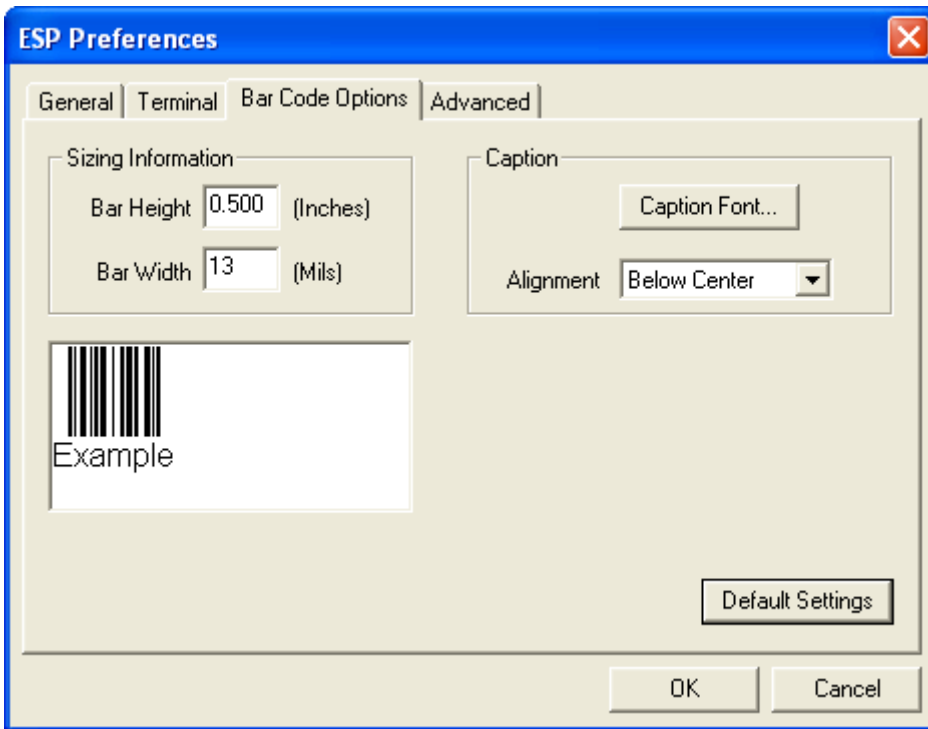 ESP Preferences
General Terminal Bar Code Options Advanced
Sizing Information
Bar Height 0.500 (Inches)
Bar Width 13 (Mils)
Caption
Caption Font...
Alignment Below Center
Example
Default Settings
OK Cancel